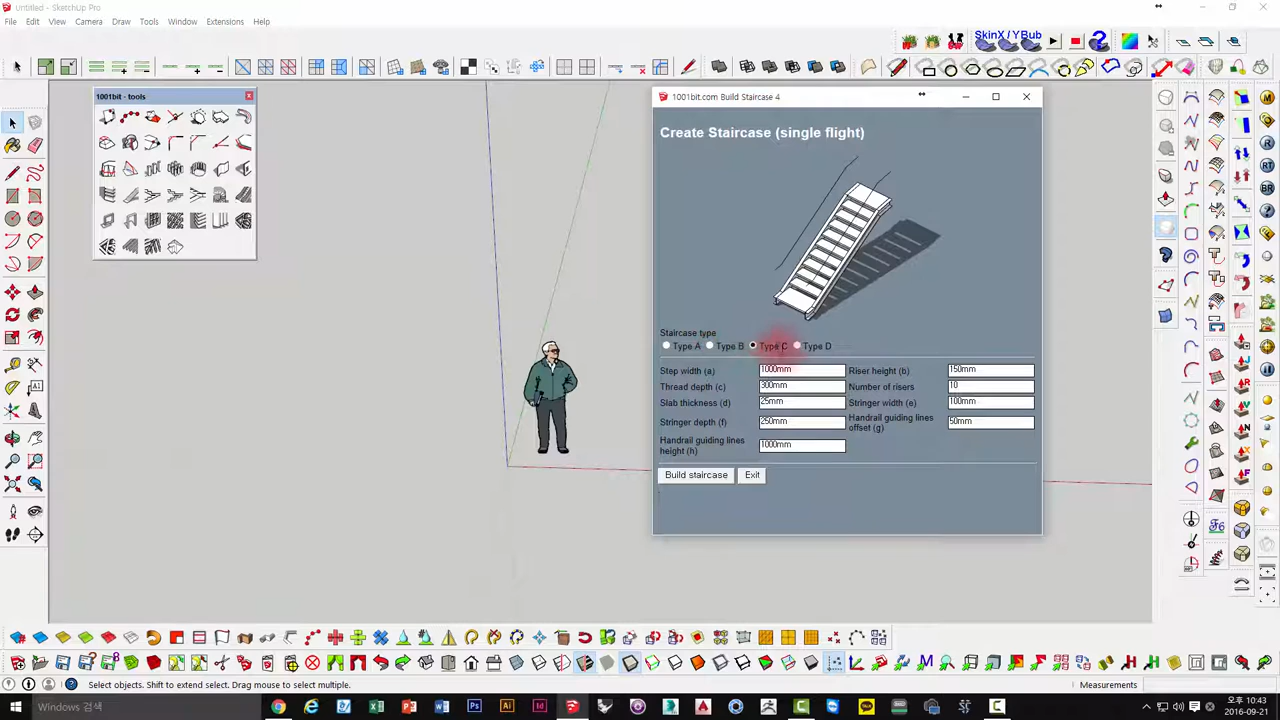 Untitled - SketchUp Pro
File Edit View Camera Draw Tools Window Extensions Help
SkinX / YBub
1001bit - tools
1001bit.com Build Staircase 4
Create Staircase (single flight)
Staircase type
Type A Type B Type C Type D
Step width (a) 1000mm Riser height (b) 150mm
Thread depth (c) 300mm Number of risers 10
Slab thickness (d) 25mm Stringer width (e) 100mm
Stringer depth (f) 250mm Handrail guiding lines offset (g) 50mm
Handrail guiding lines height (h) 1000mm
Build staircase Exit
Select objects. Shift to extend select. Drag mouse to select multiple.
Measurements
Windows 검색
오후 10:43
2016-09-21